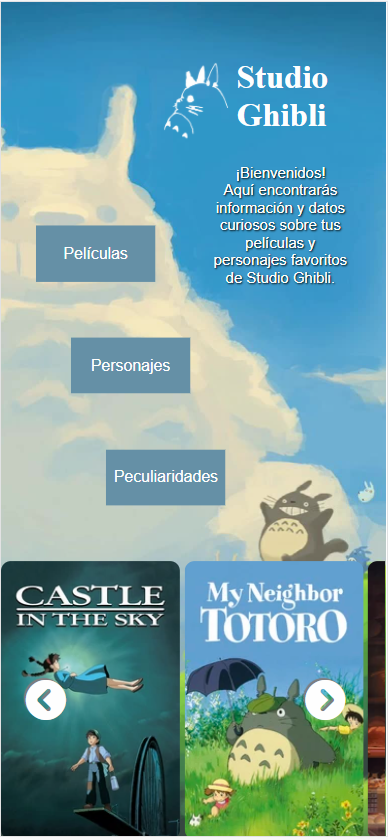 Studio
Ghibli
¡Bienvenidos!
Aquí encontrarás
información y datos
curiosos sobre tus
películas y
personajes favoritos
de Studio Ghibli.
Películas
Personajes
Peculiaridades
CASTLE
IN THE SKY
My Neighbor
TOTORO